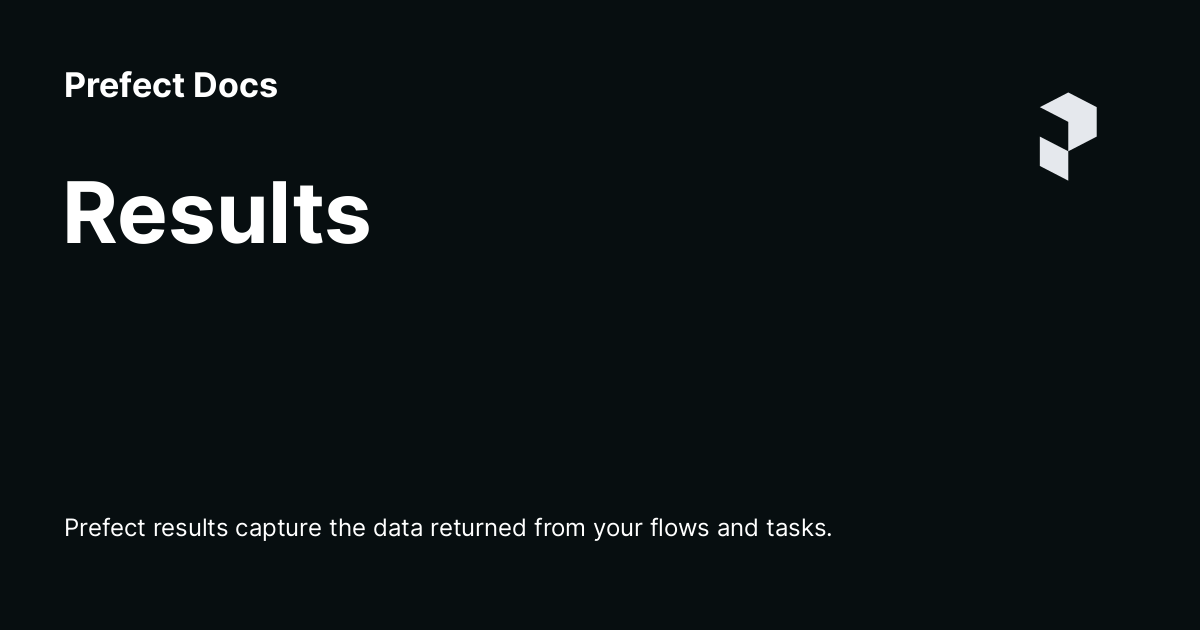 Prefect Docs
Results
Prefect results capture the data returned from your flows and tasks.